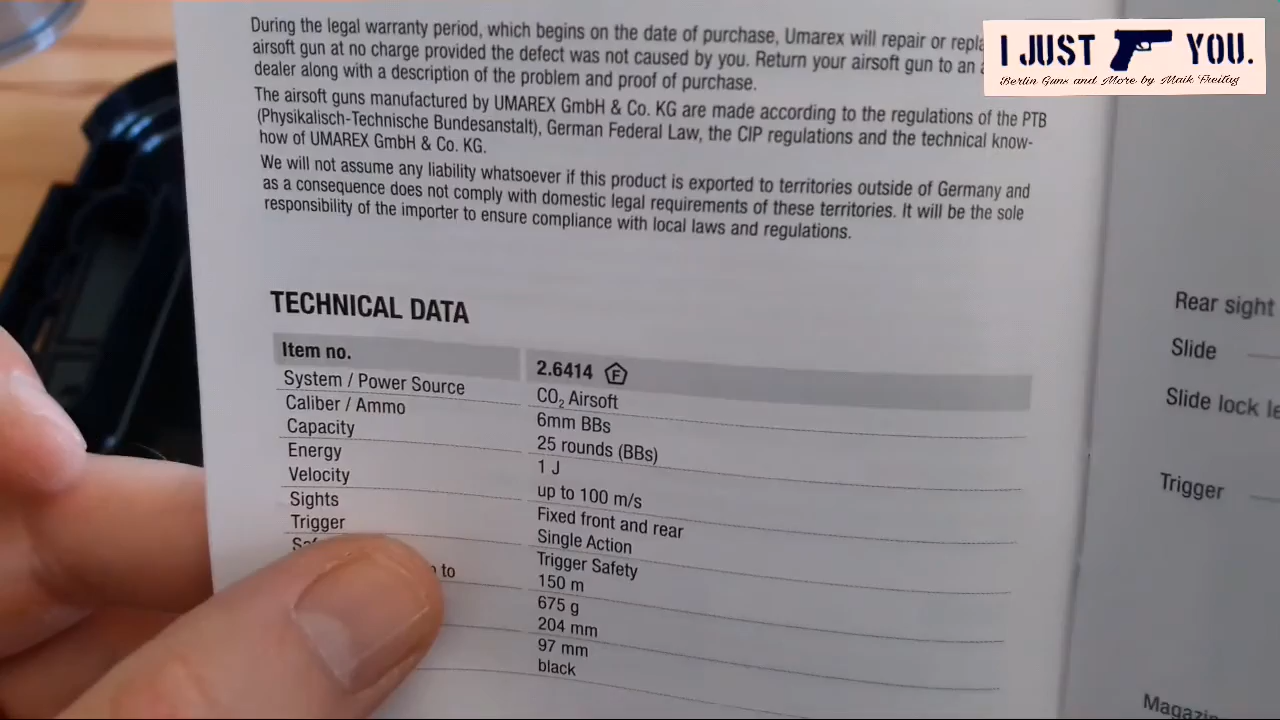 During the legal warranty period, which begins on the date of purchase, Umarex will repair or
airsoft gun at no charge provided the defect was not caused by you. Return your airsoft gun to an
dealer along with a description of the problem and proof of purchase.
The airsoft guns manufactured by UMAREX GmbH & Co. KG are made according to the regulations of the PTB
(Physikalisch-Technische Bundesanstalt), German Federal Law, the CIP regulations and the technical know-
how of UMAREX GmbH & Co. KG.
We will not assume any liability whatsoever if this product is exported to territories outside of Germany and
as a consequence does not comply with domestic legal requirements of these territories. It will be the sole
responsibility of the importer to ensure compliance with local laws and regulations.
TECHNICAL DATA
Item no. 2.6414 F
System / Power Source CO₂ Airsoft
Caliber / Ammo 6mm BBs
Capacity 25 rounds (BBs)
Energy 1 J
Velocity up to 100 m/s
Sights Fixed front and rear
Trigger Single Action
Trigger Safety
to 150 m
675 g
204 mm
97 mm
black
I JUST YOU.
Berlin Guns and More by Maik Freitag
Rear sight
Slide
Slide lock
Trigger